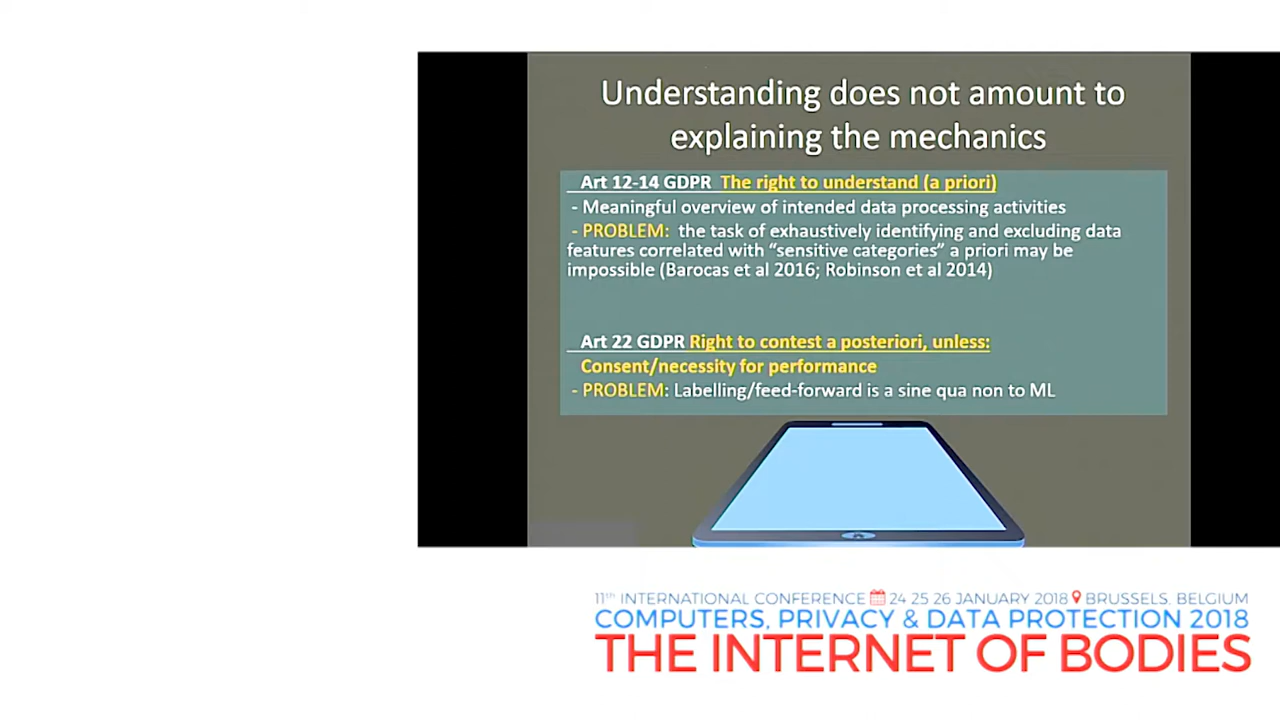 Understanding does not amount to
explaining the mechanics
Art 12-14 GDPR The right to understand (a priori)
- Meaningful overview of intended data processing activities
- PROBLEM: the task of exhaustively identifying and excluding data
features correlated with “sensitive categories” a priori may be
impossible (Barocas et al 2016; Robinson et al 2014)
Art 22 GDPR Right to contest a posteriori, unless:
Consent/necessity for performance
- PROBLEM: Labelling/feed-forward is a sine qua non to ML
11th INTERNATIONAL CONFERENCE 24 25 26 JANUARY 2018 BRUSSELS, BELGIUM
COMPUTERS, PRIVACY & DATA PROTECTION 2018
THE INTERNET OF BODIES